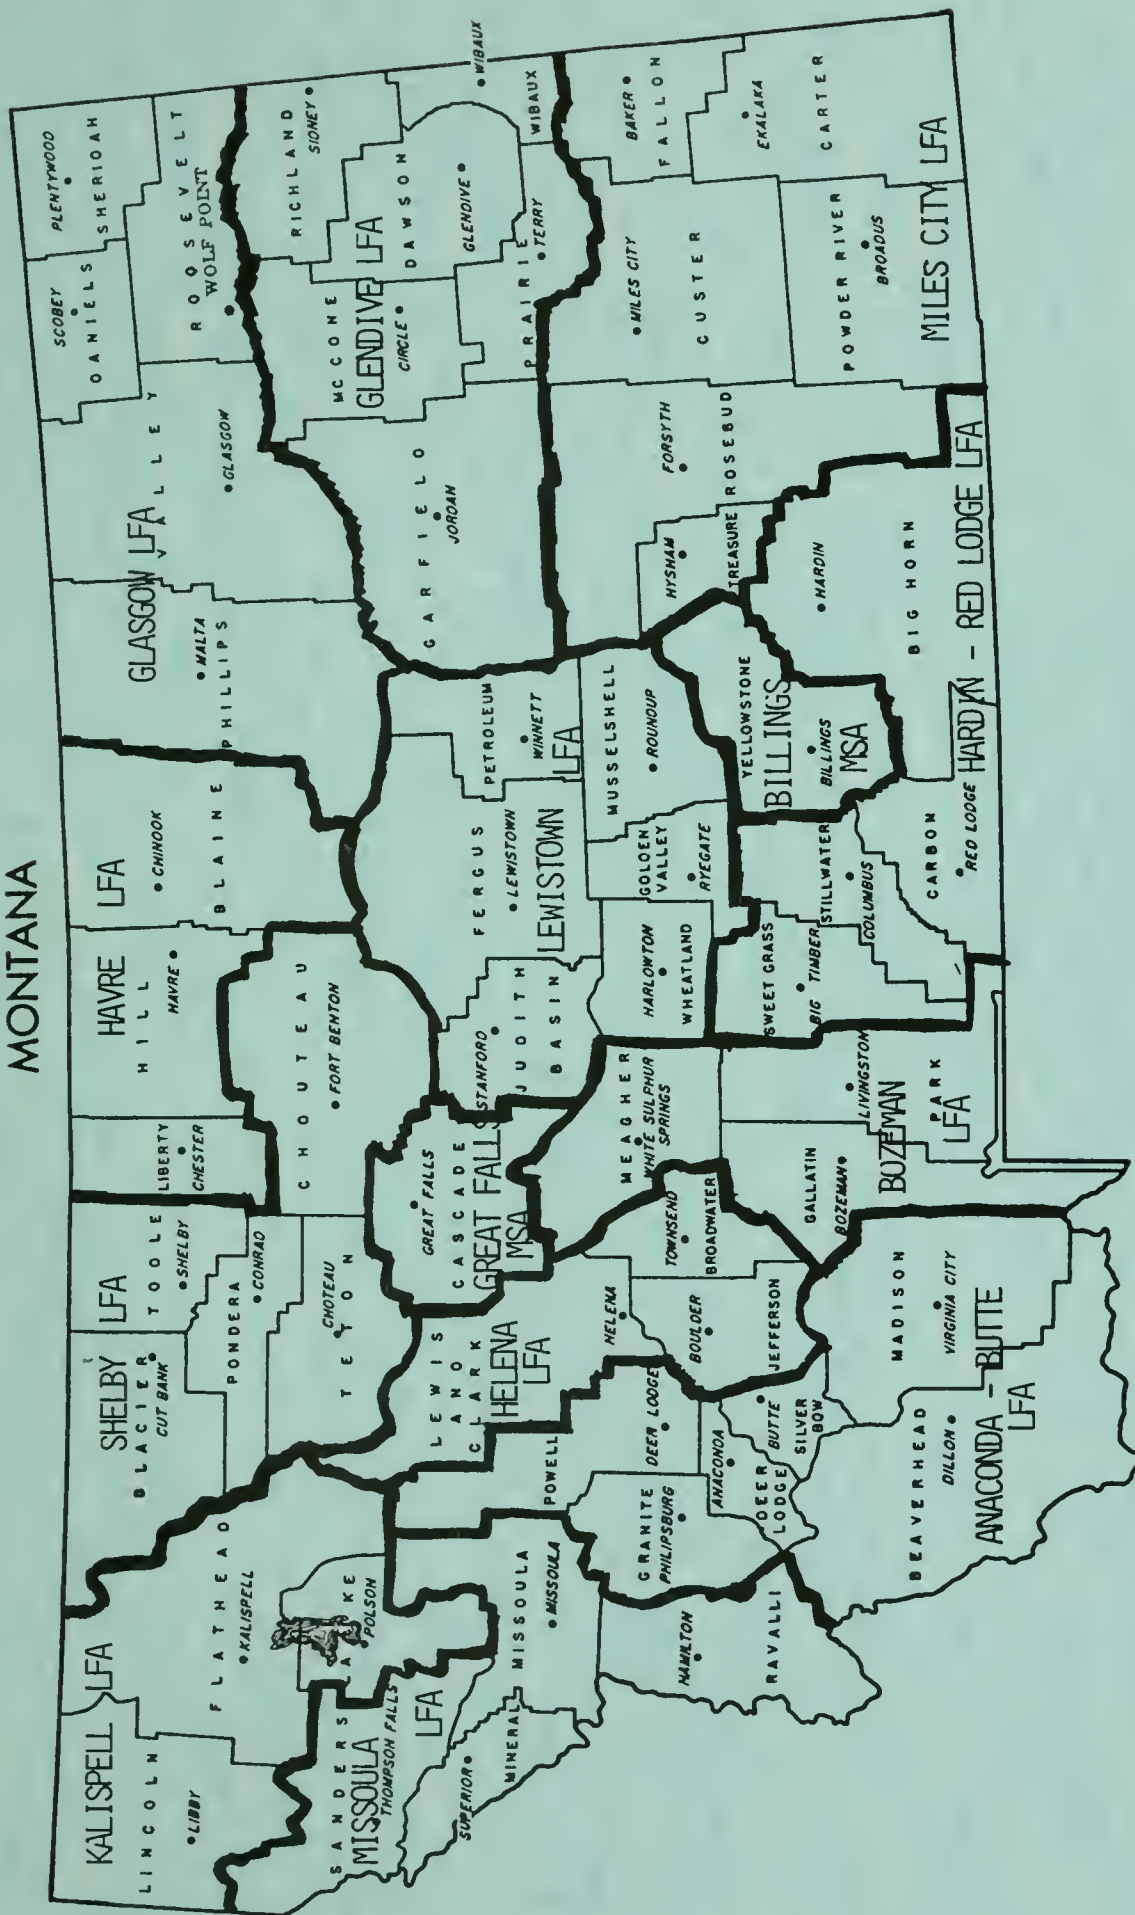 MONTANA
KALISPELL LFA
LINCOLN
LIBBY
FLATHEAD
KALISPELL
LAKE
POLSON
SHELBY LFA
BLACIER
CUT BANK
TOOLE
SHELBY
PONDERA
CONRAD
TETON
CHOTEAU
HAVRE LFA
LIBERTY
CHESTER
HILL
HAVRE
BLAINE
CHINOOK
CHOUTEAU
FORT BENTON
GLASGOW LFA
PHILLIPS
MALTA
VALLEY
GLASGOW
SCOBEY
DANIELS
PLENTYWOOD
SHERIOAH
ROOSEVELT
WOLF POINT
SANDERS
MISSOULA
LFA
THOMPSON FALLS
SUPERIOR
MINERAL
MISSOULA
MISSOULA
HAMILTON
RAVALLI
LEWIS
ANO
CLARK
HELENA
LFA
HELENA
POWELL
DEER LODGE
GRANITE
PHILIPSBURG
ANACONDA
DEER
LODGE
BUTTE
SILVER
BOW
BOULDER
JEFFERSON
TOWNSEND
BROADWATER
GREAT FALLS
CASCADE
GREAT FALLS
MSA
STANFORD
JUDITH
BASIN
FERGUS
LEWISTOWN
LEWISTOWN
LFA
PETROLEUM
WINNETT
MEAGHER
WHITE SULPHUR
SPRINGS
HARLOWTON
WHEATLAND
GOLDEN
VALLEY
RYEGATE
MUSSELSHELL
ROUNDUP
GARFIELO
JORDAH
MCCONE
GLENDIVE LFA
CIRCLE
RICHLAND
SIDNEY
DAWSON
GLENDIVE
WIBAUX
WIBAUX
PRAIRIE
TERRY
BEAVERHEAD
DILLON
ANACONDA - BUTTE
LFA
MADISON
VIRGINIA CITY
GALLATIN
BOZEMAN
BOZEMAN
LFA
PARK
LIVINGSTON
SWEET GRASS
BIG TIMBER
STILLWATER
COLUMBUS
CARBON
RED LODGE
YELLOWSTONE
BILLINGS
BILLINGS
MSA
HARDIN
BIG HORN
HARDIN - RED LODGE LFA
HYSHAM
TREASURE
FORSYTH
ROSEBUD
MILES CITY
CUSTER
POWDER RIVER
BROADUS
MILES CITY LFA
BAKER
FALLON
EKALAKA
CARTER